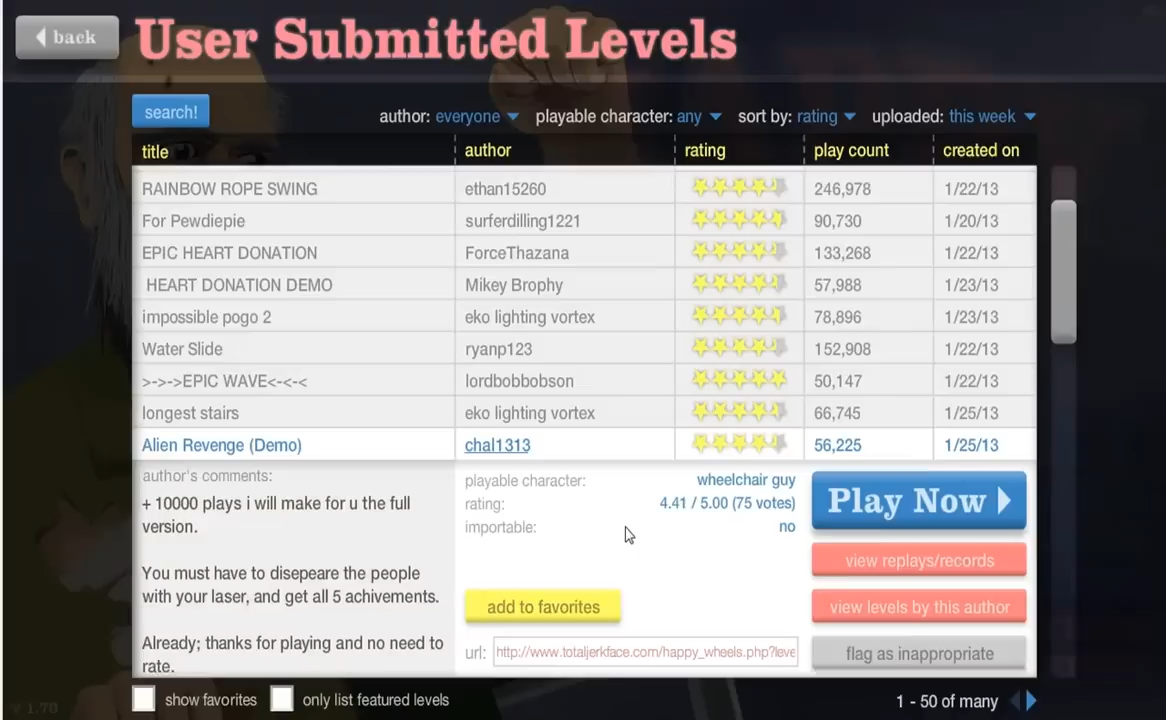 back
User Submitted Levels
search!
author: everyone playable character: any sort by: rating uploaded: this week
title author rating play count created on
RAINBOW ROPE SWING ethan15260 246,978 1/22/13
For Pewdiepie surferdilling1221 90,730 1/20/13
EPIC HEART DONATION ForceThazana 133,268 1/22/13
HEART DONATION DEMO Mikey Brophy 57,988 1/23/13
impossible pogo 2 eko lighting vortex 78,896 1/23/13
Water Slide ryanp123 152,908 1/22/13
>->->EPIC WAVE<-<-< lordbobbobson 50,147 1/22/13
longest stairs eko lighting vortex 66,745 1/25/13
Alien Revenge (Demo) chal1313 56,225 1/25/13
author's comments:
+ 10000 plays i will make for u the full
version.
You must have to disepeare the people
with your laser, and get all 5 achivements.
Already; thanks for playing and no need to
rate.
playable character: wheelchair guy
rating: 4.41 / 5.00 (75 votes)
importable: no
add to favorites
url: http://www.totaljerkface.com/happy_wheels.php?leve
Play Now
view replays/records
view levels by this author
flag as inappropriate
show favorites only list featured levels
1 - 50 of many
v 1.70